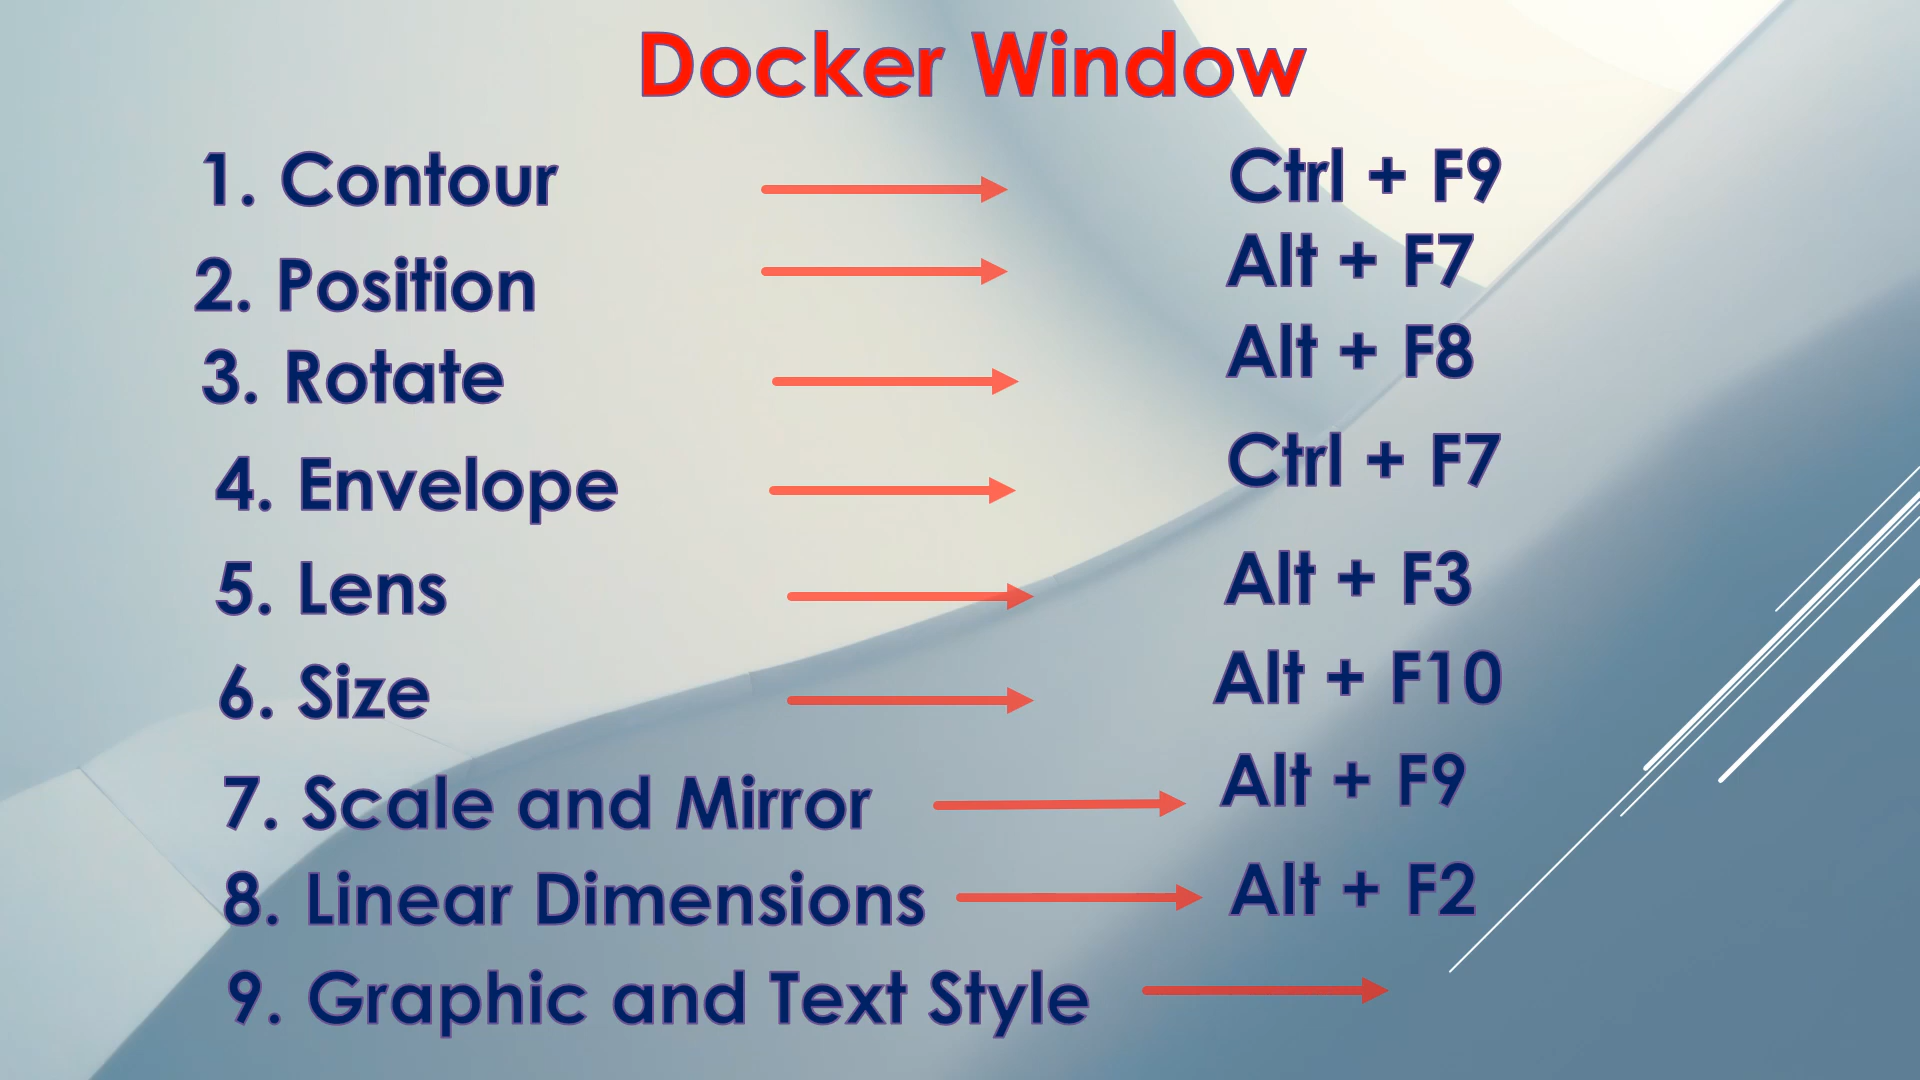 Docker Window
1. Contour Ctrl + F9
2. Position Alt + F7
3. Rotate Alt + F8
4. Envelope Ctrl + F7
5. Lens Alt + F3
6. Size Alt + F10
7. Scale and Mirror Alt + F9
8. Linear Dimensions Alt + F2
9. Graphic and Text Style